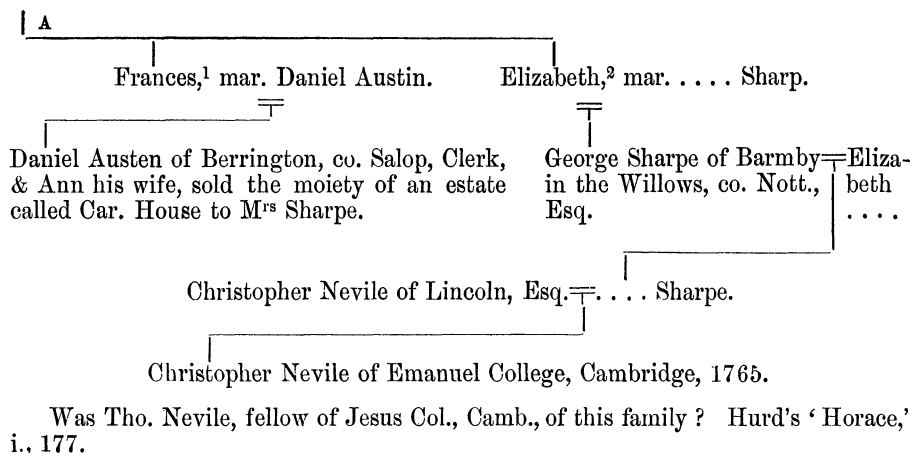 A
Frances,¹ mar. Daniel Austin.
Elizabeth,² mar. . . . . . Sharp.
Daniel Austen of Berrington, co. Salop, Clerk,
& Ann his wife, sold the moiety of an estate
called Car. House to Mʳˢ Sharpe.
George Sharpe of Barmby
in the Willows, co. Nott.,
Esq.
Eliza-
beth
. . . .
Christopher Nevile of Lincoln, Esq. . . . . Sharpe.
Christopher Nevile of Emanuel College, Cambridge, 1765.
Was Tho. Nevile, fellow of Jesus Col., Camb., of this family ? Hurd's ‘ Horace,’
i., 177.